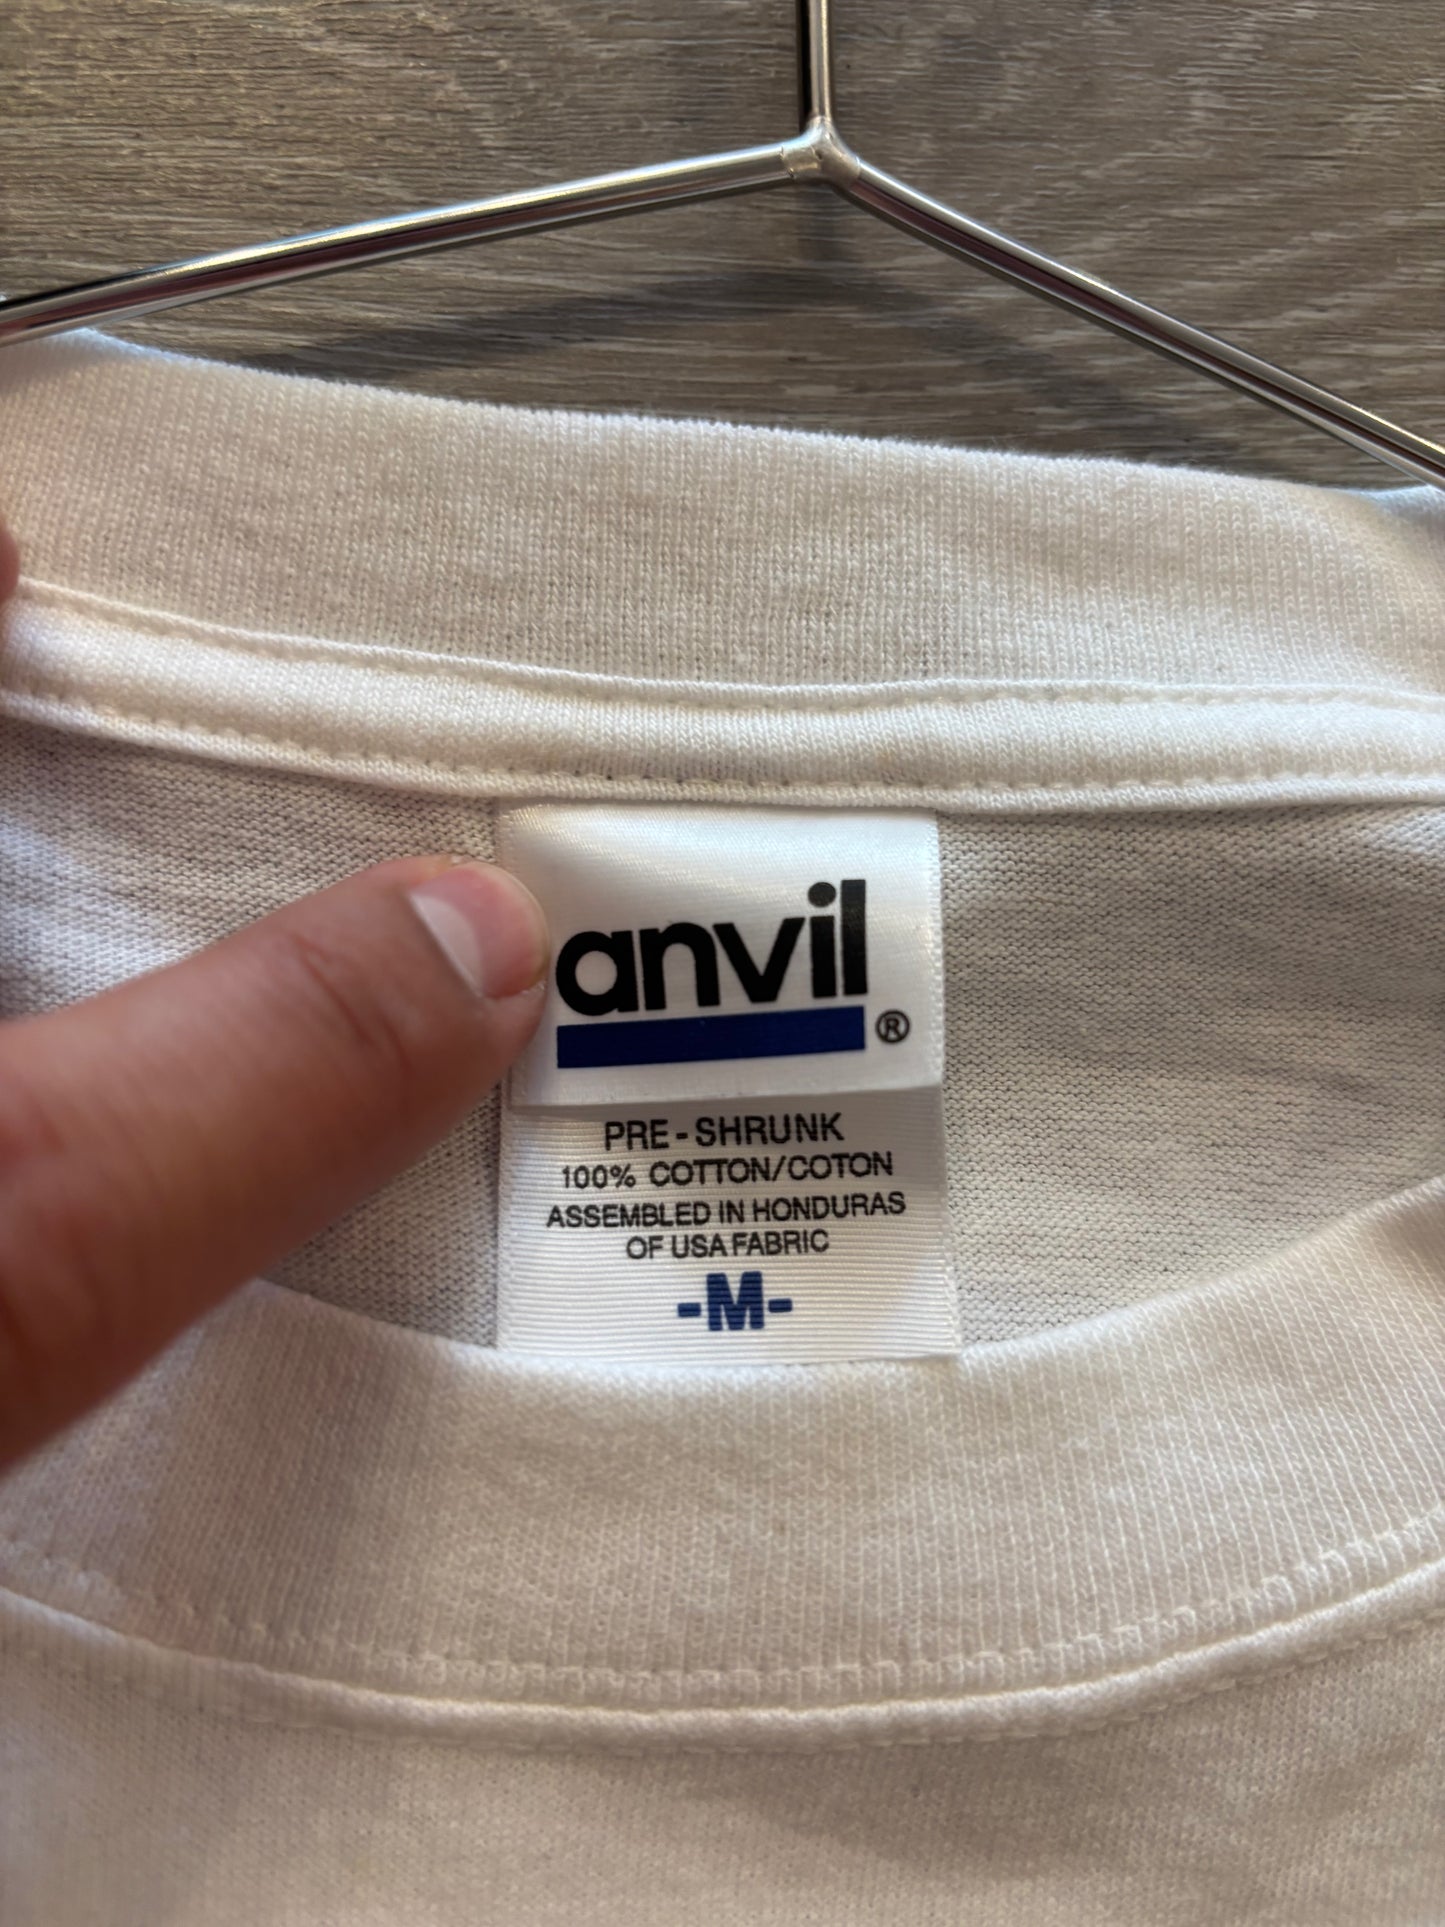 anvil®
PRE-SHRUNK
100% COTTON/COTON
ASSEMBLED IN HONDURAS
OF USA FABRIC
-M-